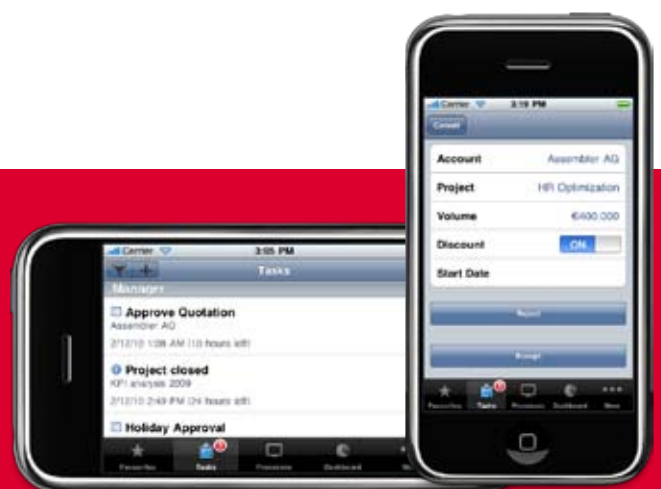 Carrier 3:19 PM
Cancel
Account Assembler AG
Project HR Optimization
Volume €400.000
Discount ON
Start Date
Reject
Accept
Favourites Tasks Processes Dashboard More
Carrier 3:05 PM
Tasks
Manager
Approve Quotation
Assembler AG
2/12/10 1:08 AM (10 hours left)
Project closed
KPI analysis 2009
2/12/10 2:49 PM (24 hours left)
Holiday Approval
Favourites Tasks Processes Dashboard